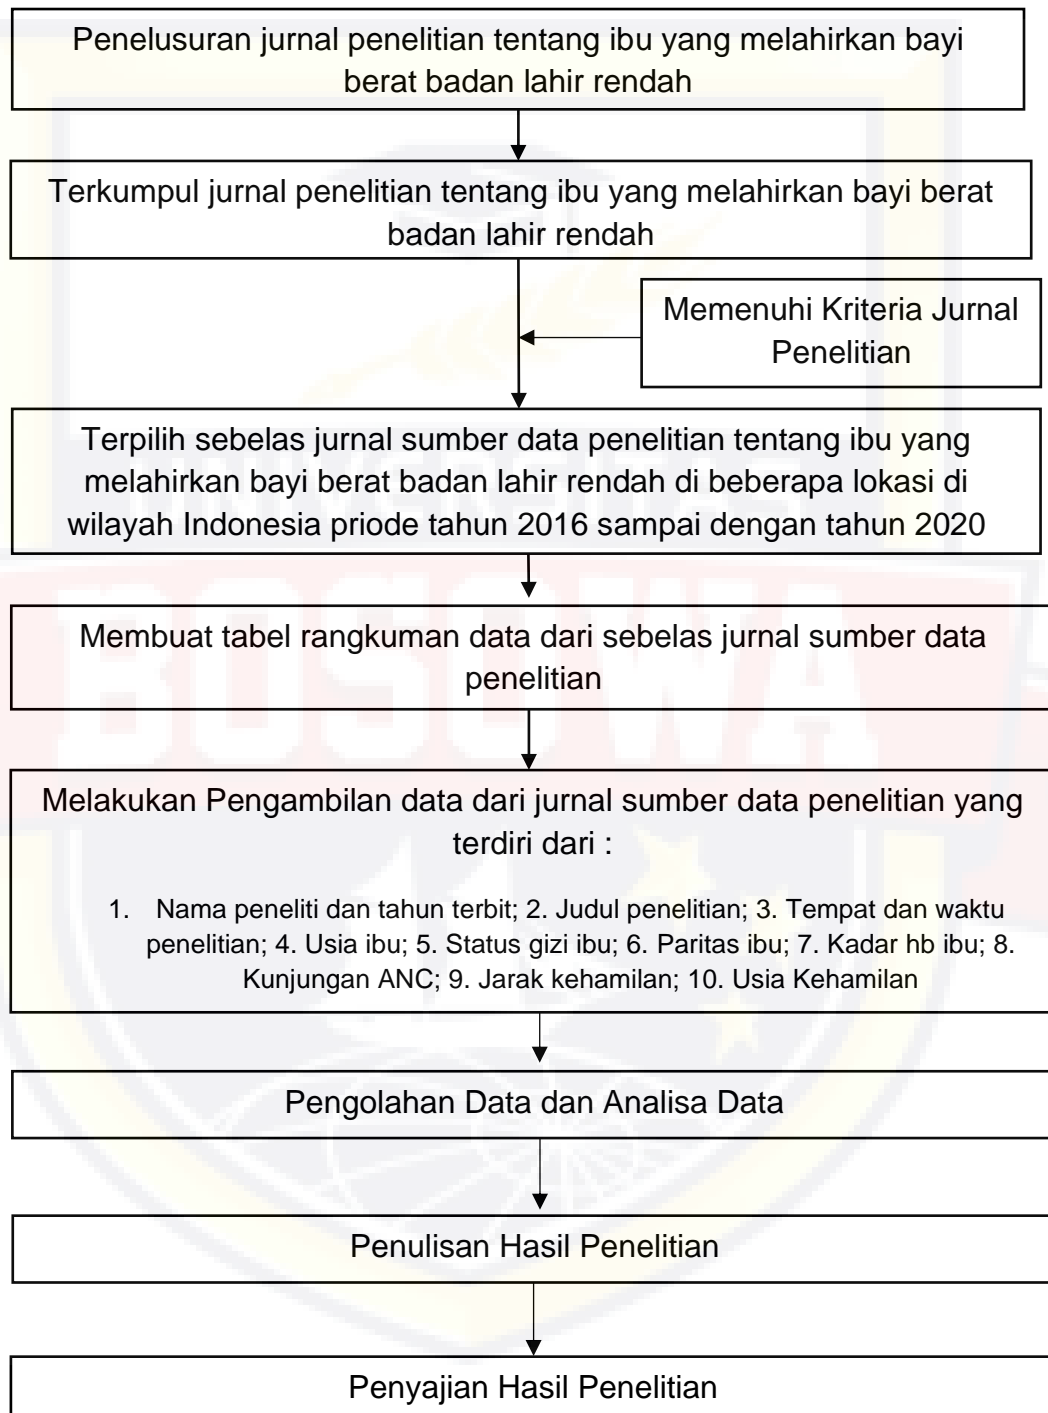 Penelusuran jurnal penelitian tentang ibu yang melahirkan bayi
berat badan lahir rendah
Terkumpul jurnal penelitian tentang ibu yang melahirkan bayi berat
badan lahir rendah
Memenuhi Kriteria Jurnal
Penelitian
Terpilih sebelas jurnal sumber data penelitian tentang ibu yang
melahirkan bayi berat badan lahir rendah di beberapa lokasi di
wilayah Indonesia priode tahun 2016 sampai dengan tahun 2020
UNIVERSITAS
Membuat tabel rangkuman data dari sebelas jurnal sumber data
penelitian
BOSOWA
Melakukan Pengambilan data dari jurnal sumber data penelitian yang
terdiri dari :
1. Nama peneliti dan tahun terbit; 2. Judul penelitian; 3. Tempat dan waktu
penelitian; 4. Usia ibu; 5. Status gizi ibu; 6. Paritas ibu; 7. Kadar hb ibu; 8.
Kunjungan ANC; 9. Jarak kehamilan; 10. Usia Kehamilan
Pengolahan Data dan Analisa Data
Penulisan Hasil Penelitian
Penyajian Hasil Penelitian